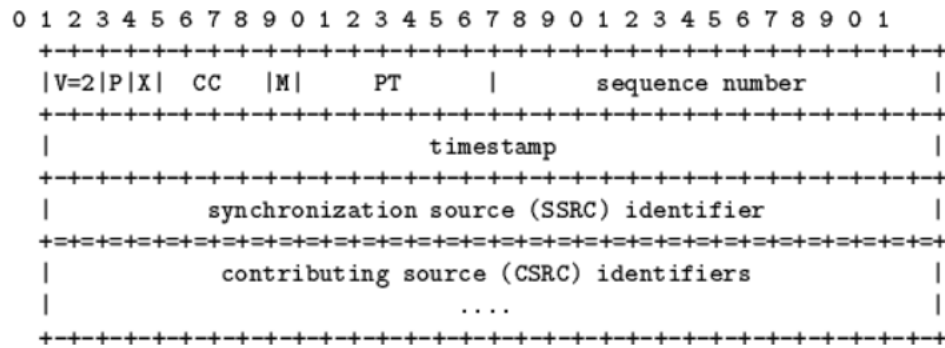 0 1 2 3 4 5 6 7 8 9 0 1 2 3 4 5 6 7 8 9 0 1 2 3 4 5 6 7 8 9 0 1
+-+-+-+-+-+-+-+-+-+-+-+-+-+-+-+-+-+-+-+-+-+-+-+-+-+-+-+-+-+-+-+-+
|V=2|P|X| CC |M| PT | sequence number |
+-+-+-+-+-+-+-+-+-+-+-+-+-+-+-+-+-+-+-+-+-+-+-+-+-+-+-+-+-+-+-+-+
| timestamp |
+-+-+-+-+-+-+-+-+-+-+-+-+-+-+-+-+-+-+-+-+-+-+-+-+-+-+-+-+-+-+-+-+
| synchronization source (SSRC) identifier |
+=+=+=+=+=+=+=+=+=+=+=+=+=+=+=+=+=+=+=+=+=+=+=+=+=+=+=+=+=+=+=+=+
| contributing source (CSRC) identifiers |
| .... |
+-+-+-+-+-+-+-+-+-+-+-+-+-+-+-+-+-+-+-+-+-+-+-+-+-+-+-+-+-+-+-+-+